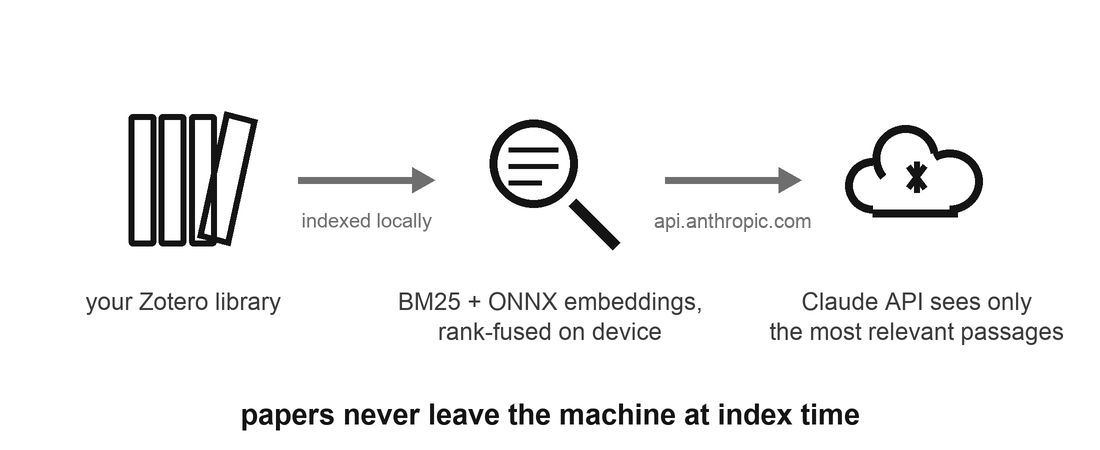 indexed locally
api.anthropic.com
your Zotero library
BM25 + ONNX embeddings,
rank-fused on device
Claude API sees only
the most relevant passages
papers never leave the machine at index time